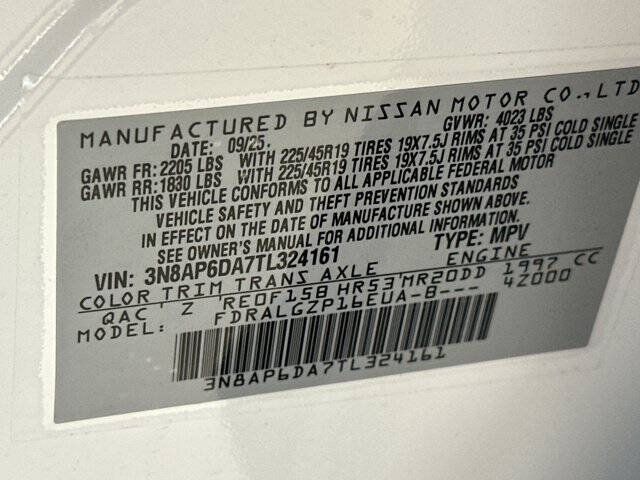 MANUFACTURED BY NISSAN MOTOR CO.,LTD
DATE: 09/25. GVWR: 4023 LBS
GAWR FR: 2205 LBS WITH 225/45R19 TIRES 19X7.5J RIMS AT 35 PSI COLD SINGLE
GAWR RR: 1830 LBS WITH 225/45R19 TIRES 19X7.5J RIMS AT 35 PSI COLD SINGLE
THIS VEHICLE CONFORMS TO ALL APPLICABLE FEDERAL MOTOR
VEHICLE SAFETY AND THEFT PREVENTION STANDARDS
IN EFFECT ON THE DATE OF MANUFACTURE SHOWN ABOVE.
SEE OWNER'S MANUAL FOR ADDITIONAL INFORMATION.
VIN: 3N8AP6DA7TL324161 TYPE: MPV
COLOR TRIM TRANS AXLE ENGINE
QAC Z RE0F15B HR53 MR20DD 1997 CC
MODEL: FDRALGZP16EUA-B--- 4Z000
3N8AP6DA7TL324161